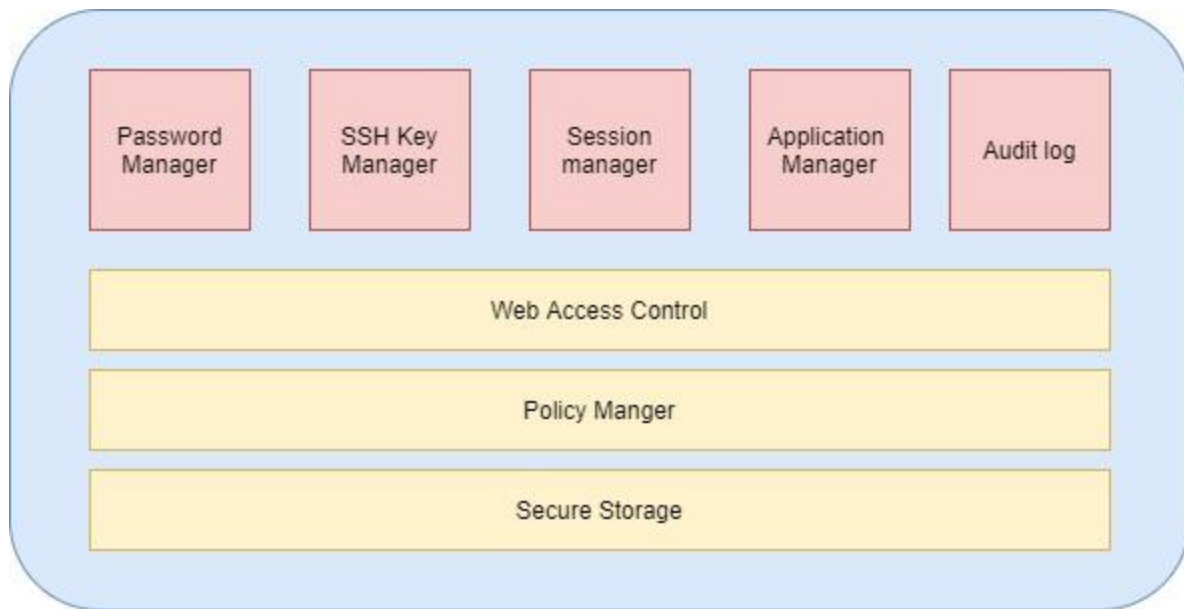 Password
Manager
SSH Key
Manager
Session
manager
Application
Manager
Audit log
Web Access Control
Policy Manger
Secure Storage